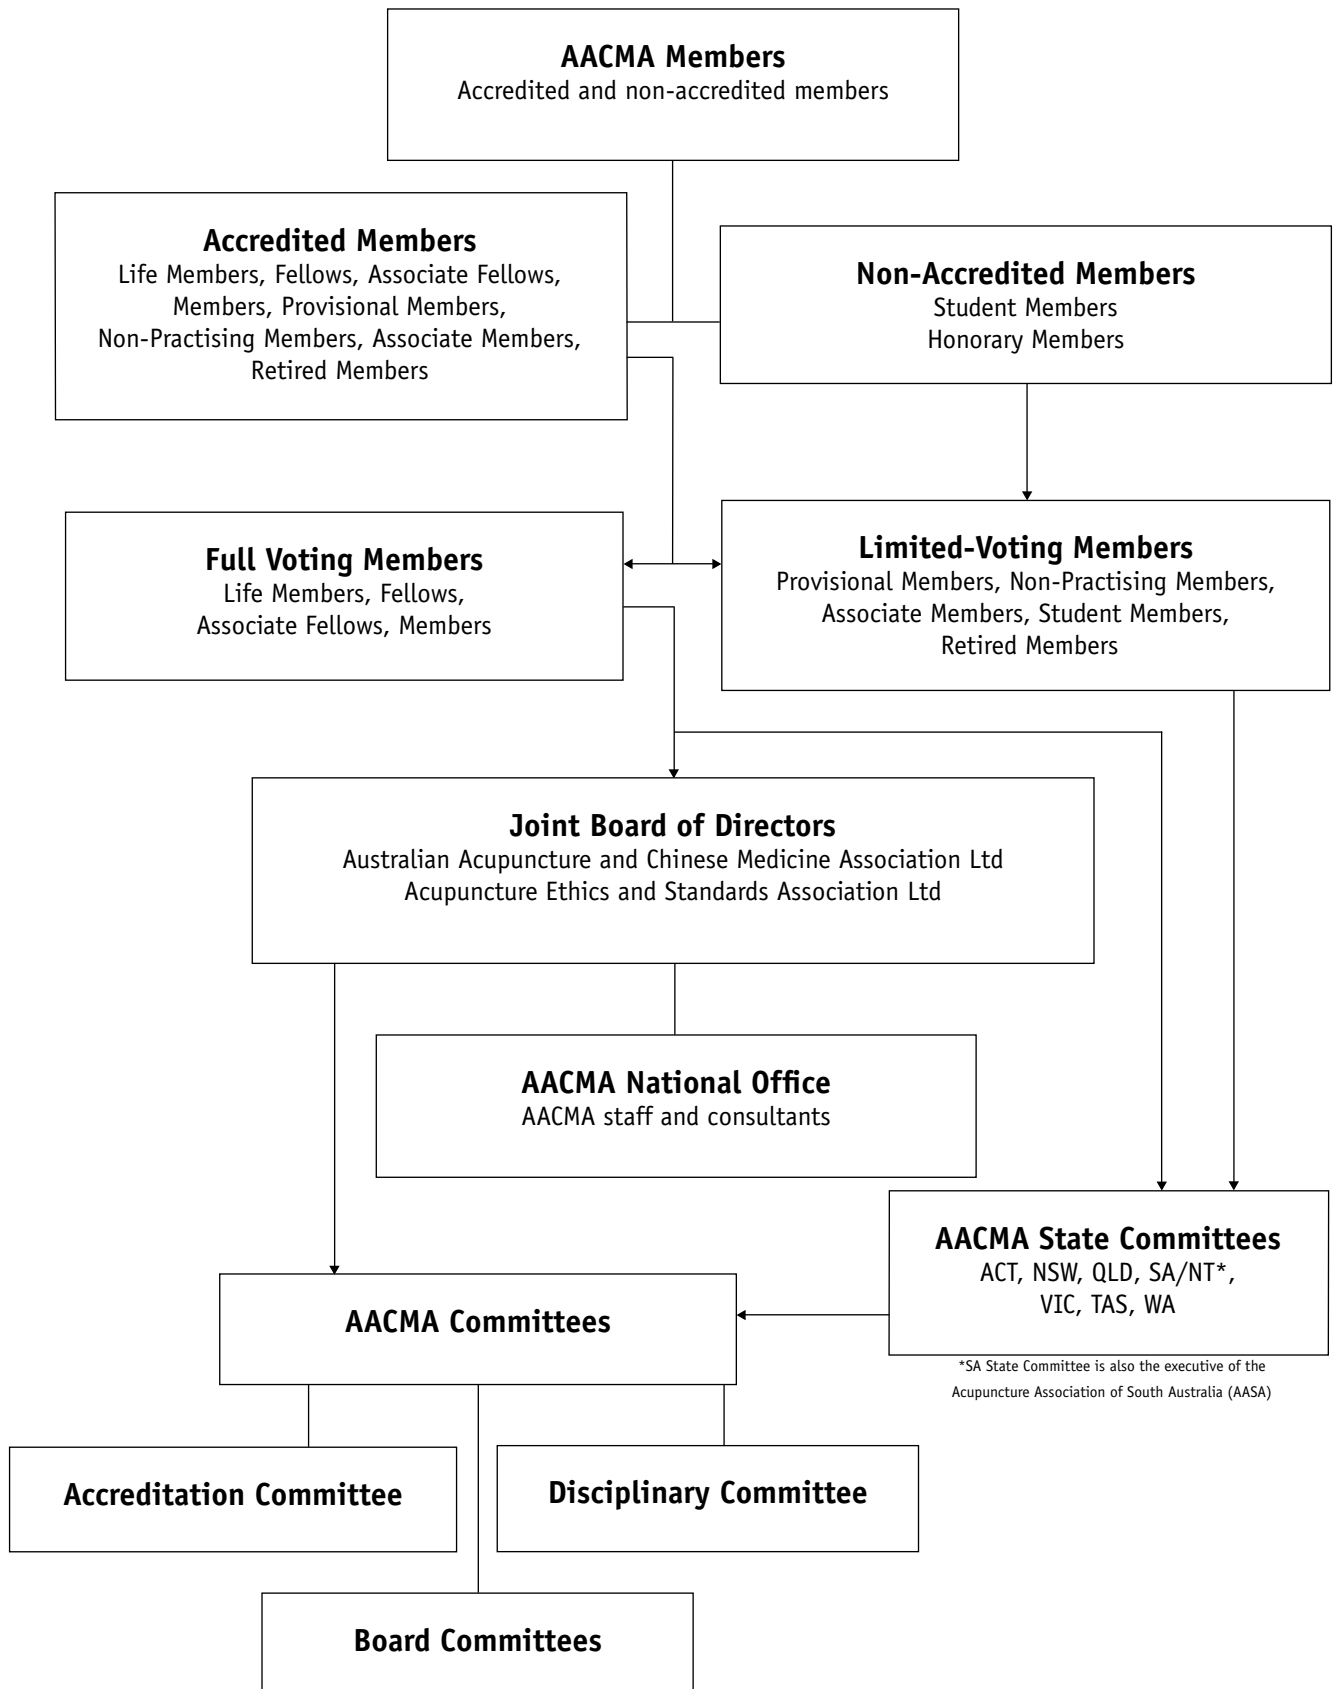 AACMA Members
Accredited and non-accredited members
Accredited Members
Life Members, Fellows, Associate Fellows,
Members, Provisional Members,
Non-Practising Members, Associate Members,
Retired Members
Non-Accredited Members
Student Members
Honorary Members
Full Voting Members
Life Members, Fellows,
Associate Fellows, Members
Limited-Voting Members
Provisional Members, Non-Practising Members,
Associate Members, Student Members,
Retired Members
Joint Board of Directors
Australian Acupuncture and Chinese Medicine Association Ltd
Acupuncture Ethics and Standards Association Ltd
AACMA National Office
AACMA staff and consultants
AACMA State Committees
ACT, NSW, QLD, SA/NT*,
VIC, TAS, WA
*SA State Committee is also the executive of the
Acupuncture Association of South Australia (AASA)
AACMA Committees
Accreditation Committee
Disciplinary Committee
Board Committees